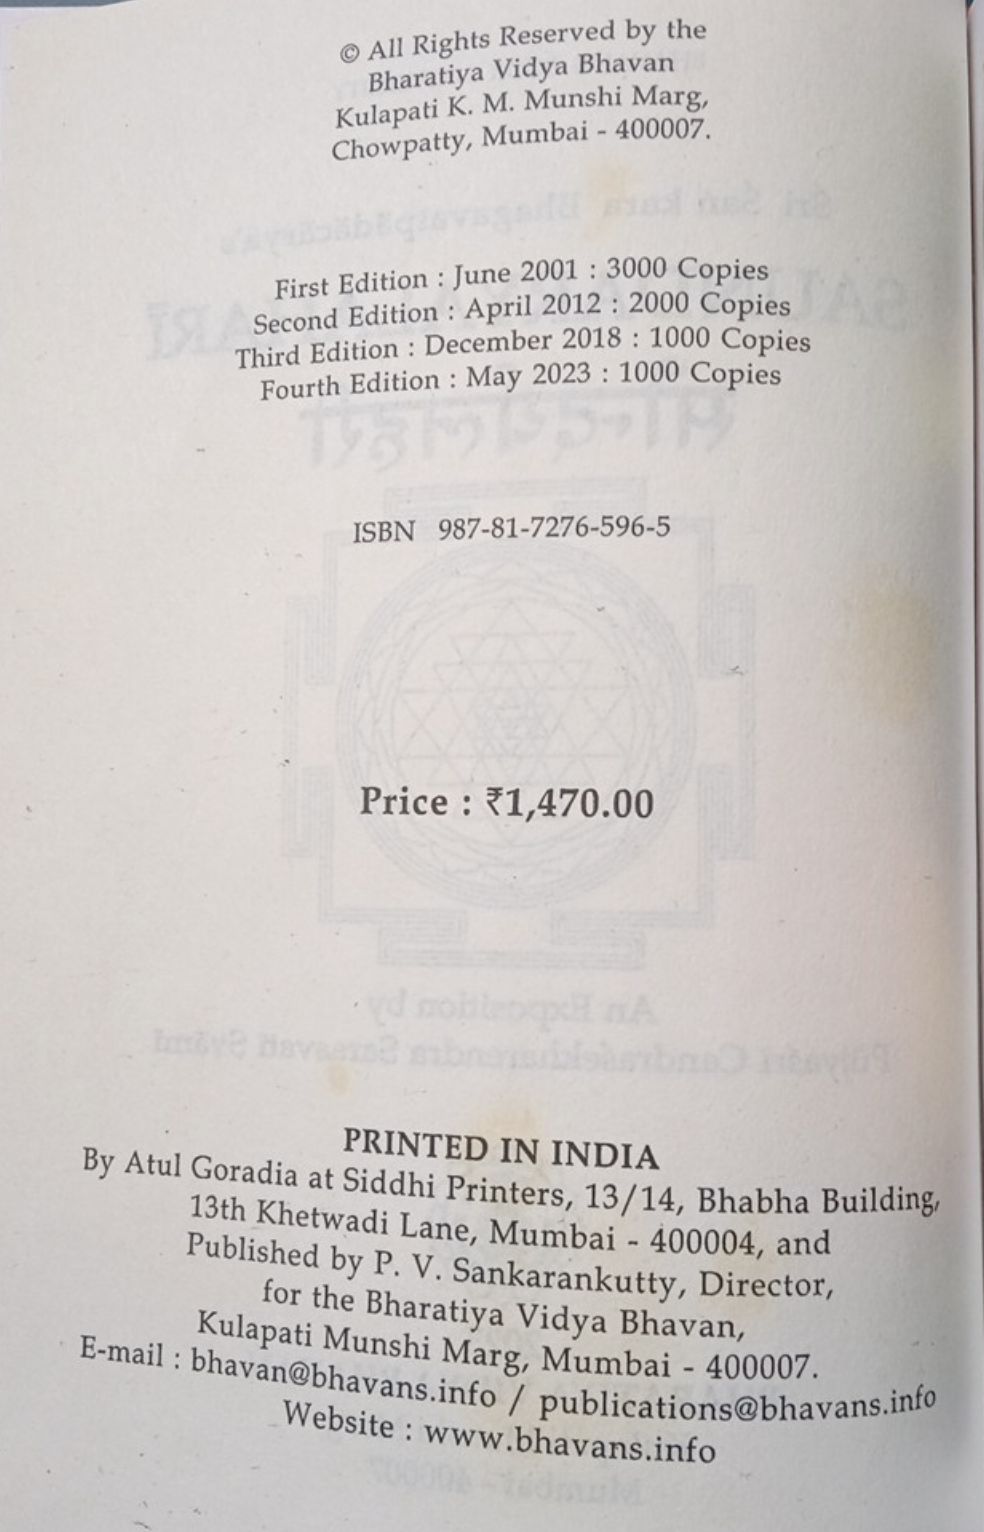 © All Rights Reserved by the
Bharatiya Vidya Bhavan
Kulapati K. M. Munshi Marg,
Chowpatty, Mumbai - 400007.
First Edition : June 2001 : 3000 Copies
Second Edition : April 2012 : 2000 Copies
Third Edition : December 2018 : 1000 Copies
Fourth Edition : May 2023 : 1000 Copies
ISBN 987-81-7276-596-5
Price : ₹1,470.00
PRINTED IN INDIA
By Atul Goradia at Siddhi Printers, 13/14, Bhabha Building,
13th Khetwadi Lane, Mumbai - 400004, and
Published by P. V. Sankarankutty, Director,
for the Bharatiya Vidya Bhavan,
Kulapati Munshi Marg, Mumbai - 400007.
E-mail : bhavan@bhavans.info / publications@bhavans.info
Website : www.bhavans.info